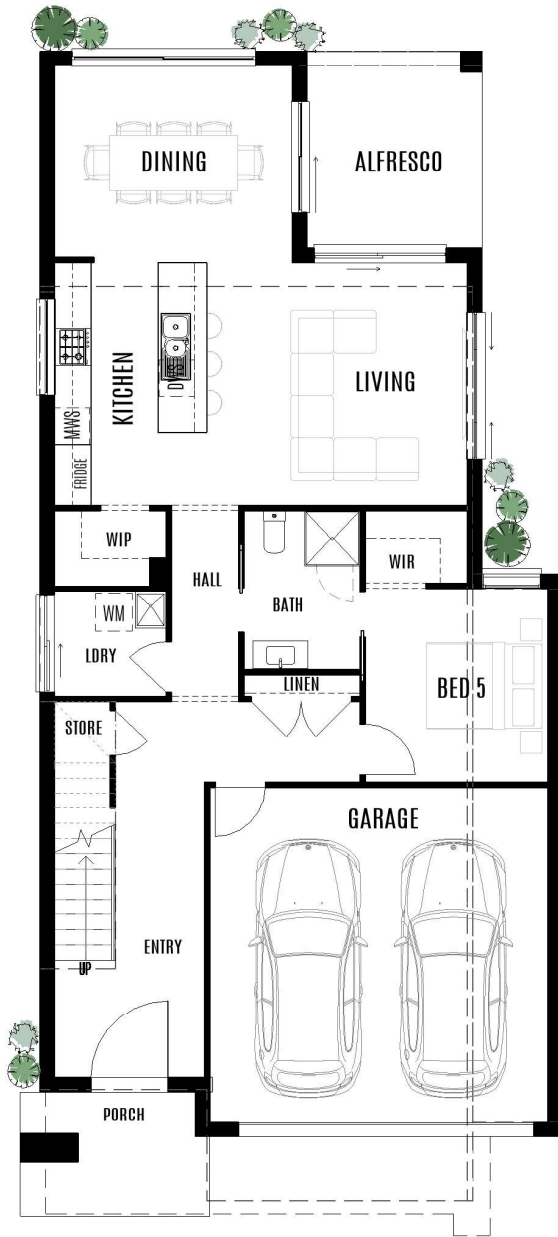 DINING
ALFRESCO
KITCHEN
DWS
LIVING
MWS
FRIDGE
WIP
HALL
WIR
BATH
WM
LDRY
LINEN
BED 5
STORE
GARAGE
ENTRY
UP
PORCH